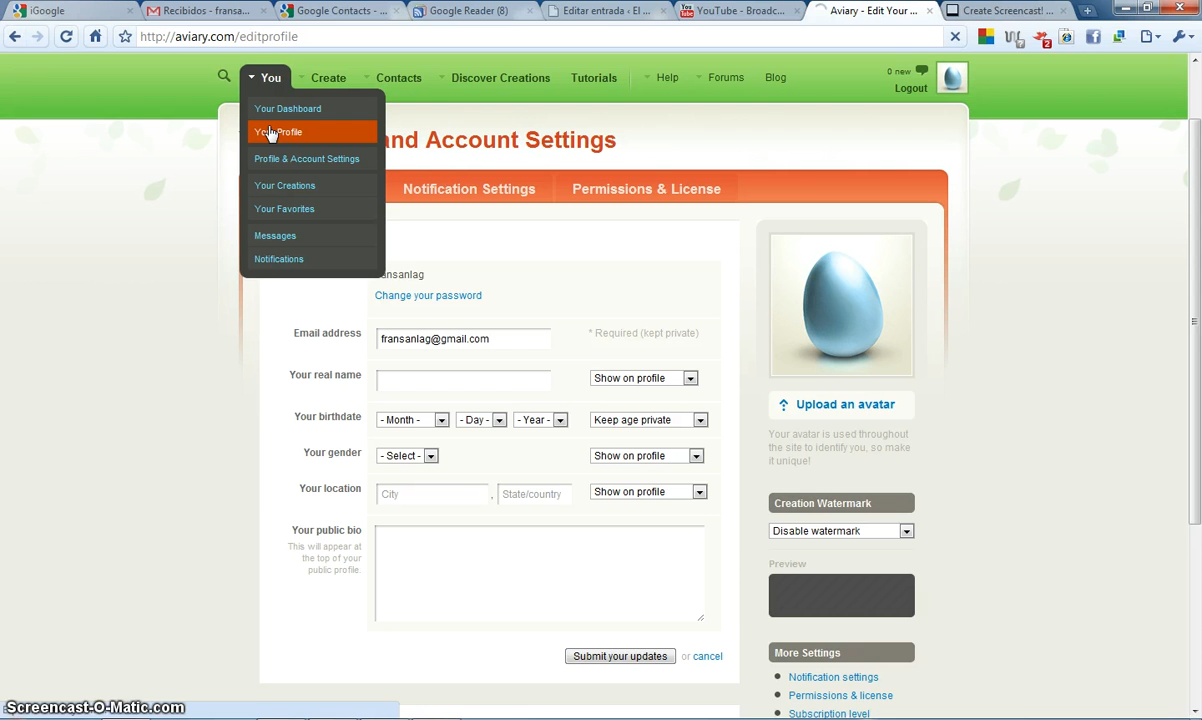 iGoogle
Recibidos - fransa...
Google Contacts - ...
Google Reader (8)
Editar entrada ‹ El ...
YouTube - Broadc...
Aviary - Edit Your ...
Create Screencast! ...
http://aviary.com/editprofile
You
Create
Contacts
Discover Creations
Tutorials
Help
Forums
Blog
0 new
Logout
Your Dashboard
Profile
Profile & Account Settings
Your Creations
Your Favorites
Messages
Notifications
and Account Settings
Notification Settings
Permissions & License
ansanlag
Change your password
Email address
fransanlag@gmail.com
* Required (kept private)
Your real name
Show on profile
Your birthdate
- Month -
- Day -
- Year -
Keep age private
Your gender
- Select -
Show on profile
Your location
City
,
State/country
Show on profile
Your public bio
This will appear at
the top of your
public profile.
Submit your updates
or cancel
Upload an avatar
Your avatar is used throughout
the site to identify you, so make
it unique!
Creation Watermark
Disable watermark
Preview
More Settings
Notification settings
Permissions & license
Subscription level
Screencast-O-Matic.com